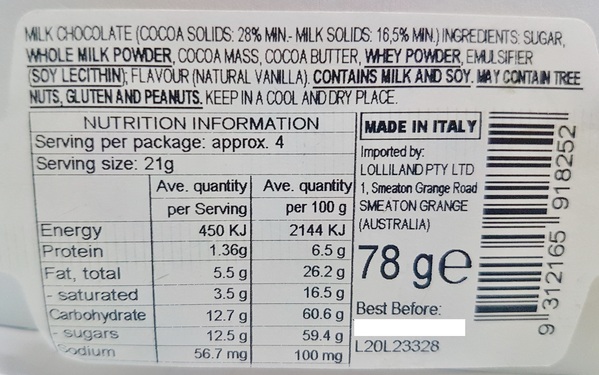 MILK CHOCOLATE (COCOA SOLIDS: 28% MIN.- MILK SOLIDS: 16,5% MIN.) INGREDIENTS: SUGAR,
WHOLE MILK POWDER, COCOA MASS, COCOA BUTTER, WHEY POWDER, EMULSIFIER
(SOY LECITHIN), FLAVOUR (NATURAL VANILLA). CONTAINS MILK AND SOY. MAY CONTAIN TREE
NUTS, GLUTEN AND PEANUTS. KEEP IN A COOL AND DRY PLACE.
NUTRITION INFORMATION
Serving per package: approx. 4
Serving size: 21g
Ave. quantity per Serving Ave. quantity per 100 g
Energy 450 KJ 2144 KJ
Protein 1.36g 6.5 g
Fat, total 5.5 g 26.2 g
- saturated 3.5 g 16.5 g
Carbohydrate 12.7 g 60.6 g
- sugars 12.5 g 59.4 g
Sodium 56.7 mg 100 mg
MADE IN ITALY
Imported by:
LOLLILAND PTY LTD
1, Smeaton Grange Road
SMEATON GRANGE
(AUSTRALIA)
78 ge
Best Before:
L20L23328
9 312165 918252